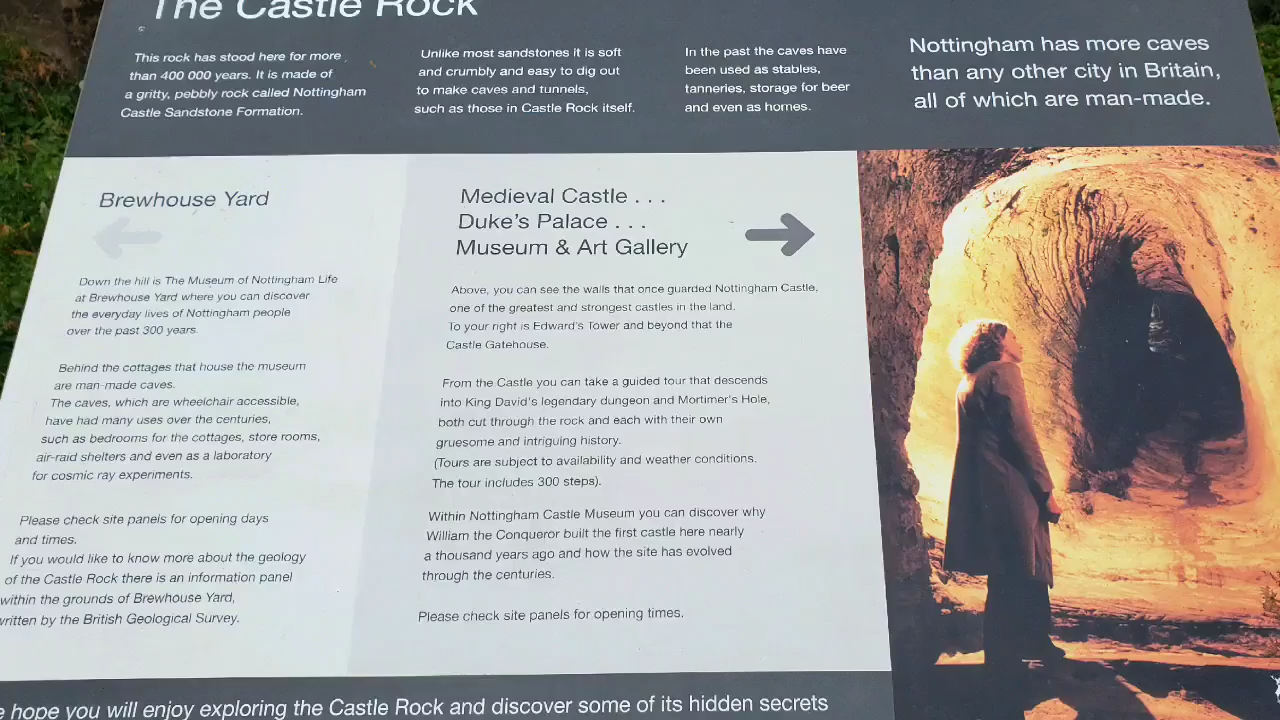 The Castle Rock
This rock has stood here for more
than 400 000 years. It is made of
a gritty, pebbly rock called Nottingham
Castle Sandstone Formation.
Unlike most sandstones it is soft
and crumbly and easy to dig out
to make caves and tunnels,
such as those in Castle Rock itself.
In the past the caves have
been used as stables,
tanneries, storage for beer
and even as homes.
Nottingham has more caves
than any other city in Britain,
all of which are man-made.
Brewhouse Yard
Down the hill is The Museum of Nottingham Life
at Brewhouse Yard where you can discover
the everyday lives of Nottingham people
over the past 300 years.
Behind the cottages that house the museum
are man-made caves.
The caves, which are wheelchair accessible,
have had many uses over the centuries,
such as bedrooms for the cottages, store rooms,
air-raid shelters and even as a laboratory
for cosmic ray experiments.
Please check site panels for opening days
and times.
If you would like to know more about the geology
of the Castle Rock there is an information panel
within the grounds of Brewhouse Yard,
written by the British Geological Survey.
Medieval Castle . . .
Duke's Palace . . .
Museum & Art Gallery
Above, you can see the walls that once guarded Nottingham Castle,
one of the greatest and strongest castles in the land.
To your right is Edward's Tower and beyond that the
Castle Gatehouse.
From the Castle you can take a guided tour that descends
into King David's legendary dungeon and Mortimer's Hole,
both cut through the rock and each with their own
gruesome and intriguing history.
(Tours are subject to availability and weather conditions.
The tour includes 300 steps).
Within Nottingham Castle Museum you can discover why
William the Conqueror built the first castle here nearly
a thousand years ago and how the site has evolved
through the centuries.
Please check site panels for opening times.
e hope you will enjoy exploring the Castle Rock and discover some of its hidden secrets